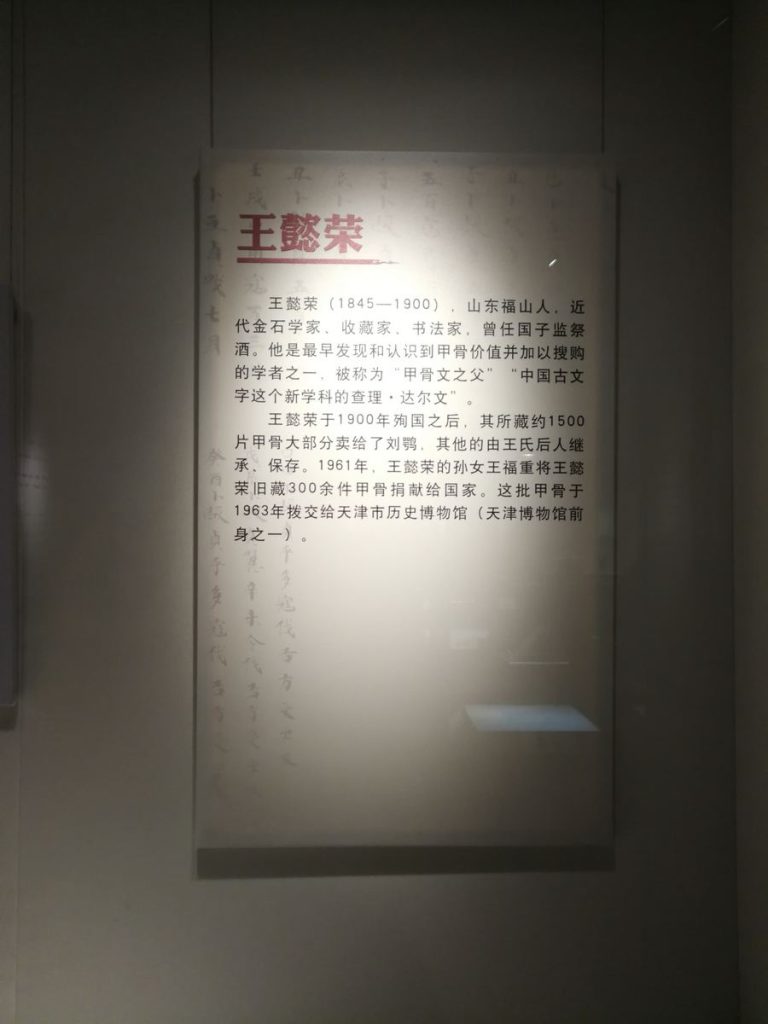 王懿荣
王懿荣（1845—1900），山东福山人，近
代金石学家、收藏家、书法家，曾任国子监祭
酒。他是最早发现和认识到甲骨价值并加以搜购
的学者之一，被称为“甲骨文之父”“中国古文
字这个新学科的查理·达尔文”。
王懿荣于1900年殉国之后，其所藏约1500
片甲骨大部分卖给了刘鹗，其他的由王氏后人继
承、保存。1961年，王懿荣的孙女王福重将王懿
荣旧藏300余件甲骨捐献给国家。这批甲骨于
1963年拨交给天津市历史博物馆（天津博物馆前
身之一）。